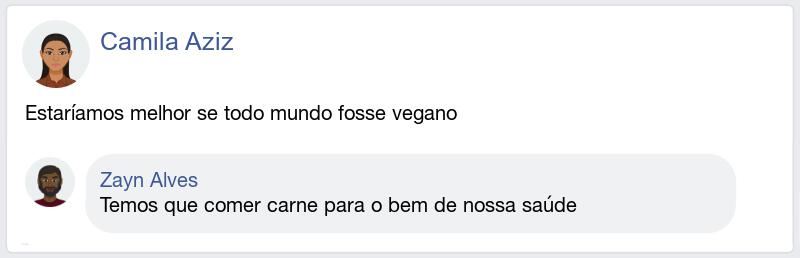 Camila Aziz
Estaríamos melhor se todo mundo fosse vegano
Zayn Alves
Temos que comer carne para o bem de nossa saúde